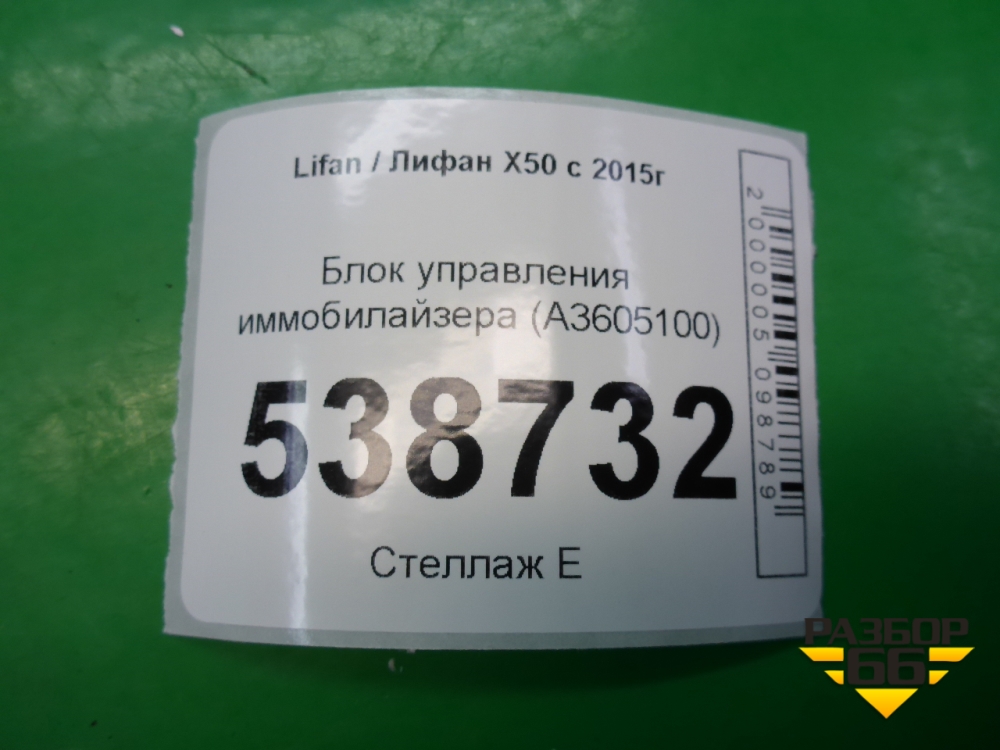 Lifan / Лифан X50 с 2015г
Блок управления
иммобилайзера (A3605100)
538732
Стеллаж Е
2000005098789
РАЗБОР
66